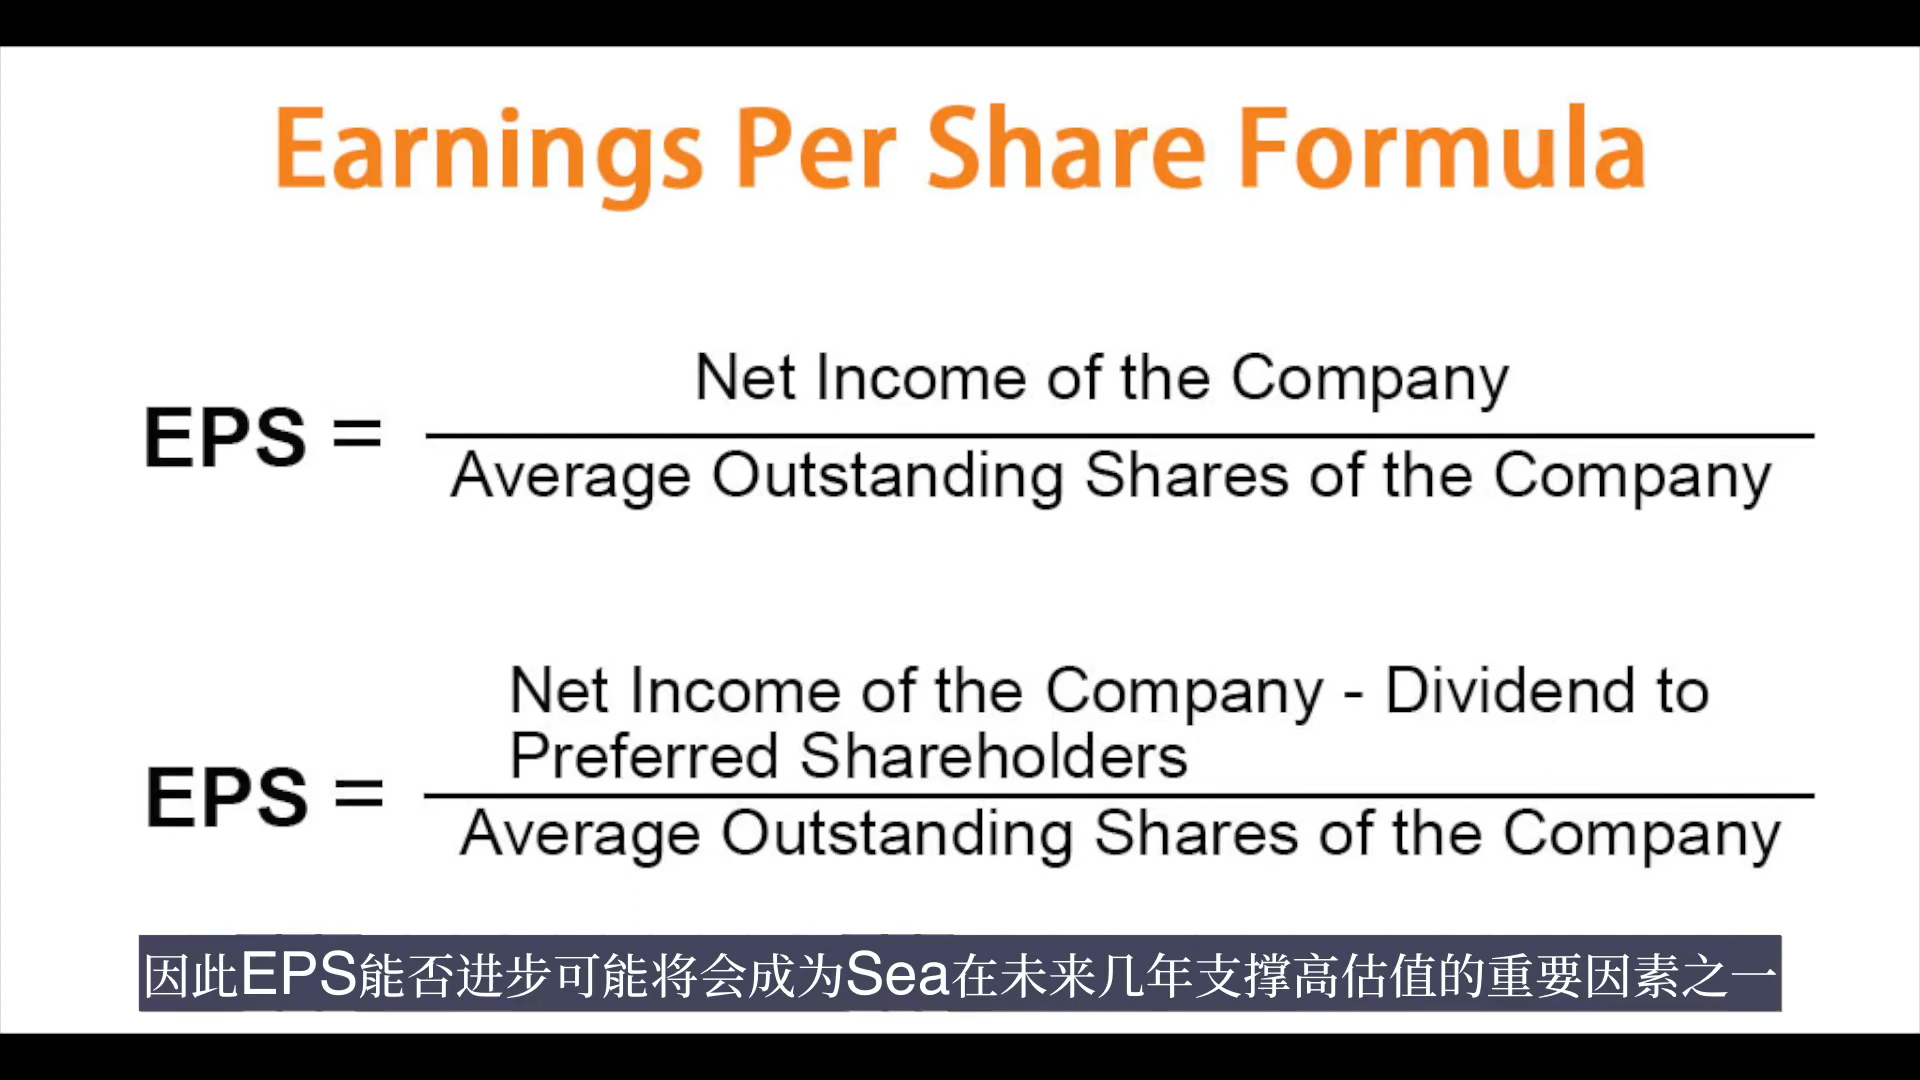 Earnings Per Share Formula
Net Income of the Company
EPS =
Average Outstanding Shares of the Company
Net Income of the Company - Dividend to
Preferred Shareholders
EPS =
Average Outstanding Shares of the Company
因此EPS能否进步可能将会成为Sea在未来几年支撑高估值的重要因素之一